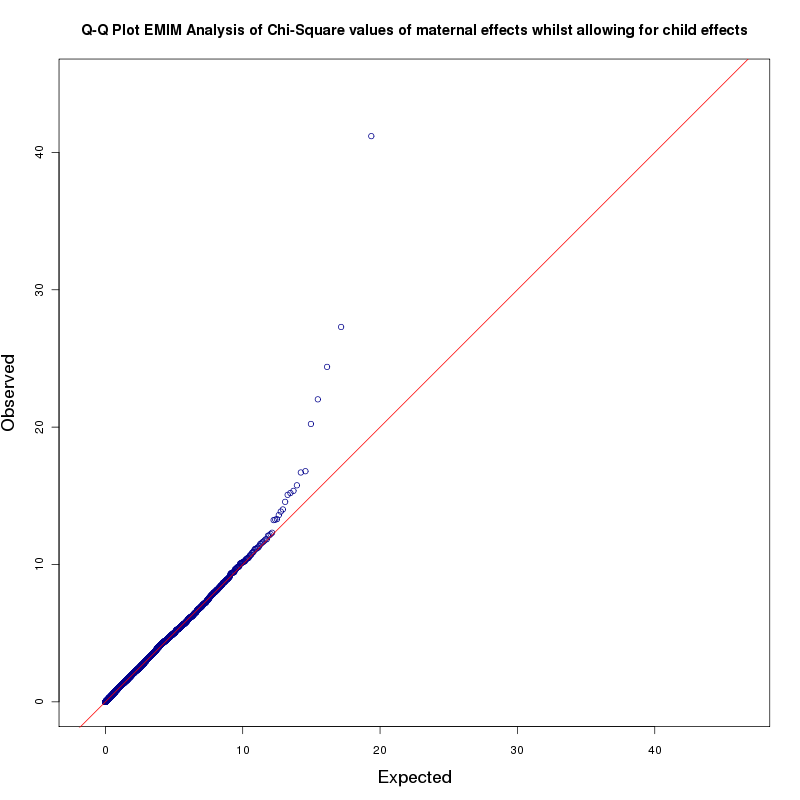 Q-Q Plot EMIM Analysis of Chi-Square values of maternal effects whilst allowing for child effects
Observed
40
30
20
10
0
0 10 20 30 40
Expected